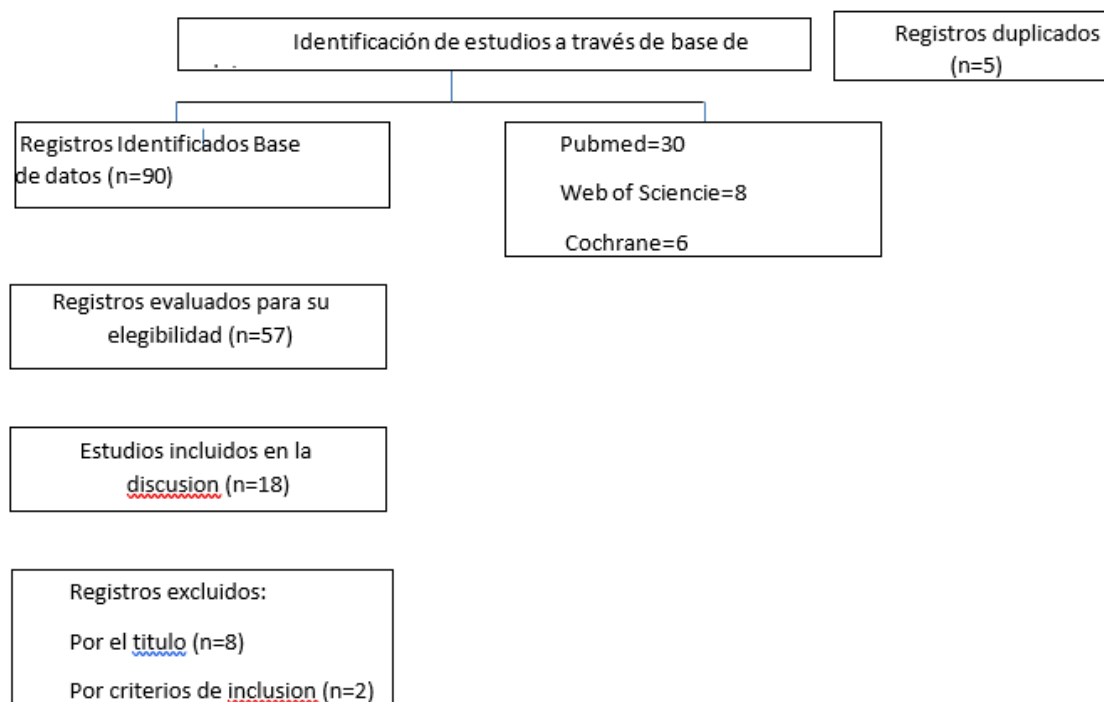 Identificación de estudios a través de base de
Registros duplicados
(n=5)
Registros Identificados Base
de datos (n=90)
Pubmed=30
Web of Sciencie=8
Cochrane=6
Registros evaluados para su
elegibilidad (n=57)
Estudios incluidos en la
discusion (n=18)
Registros excluidos:
Por el titulo (n=8)
Por criterios de inclusion (n=2)